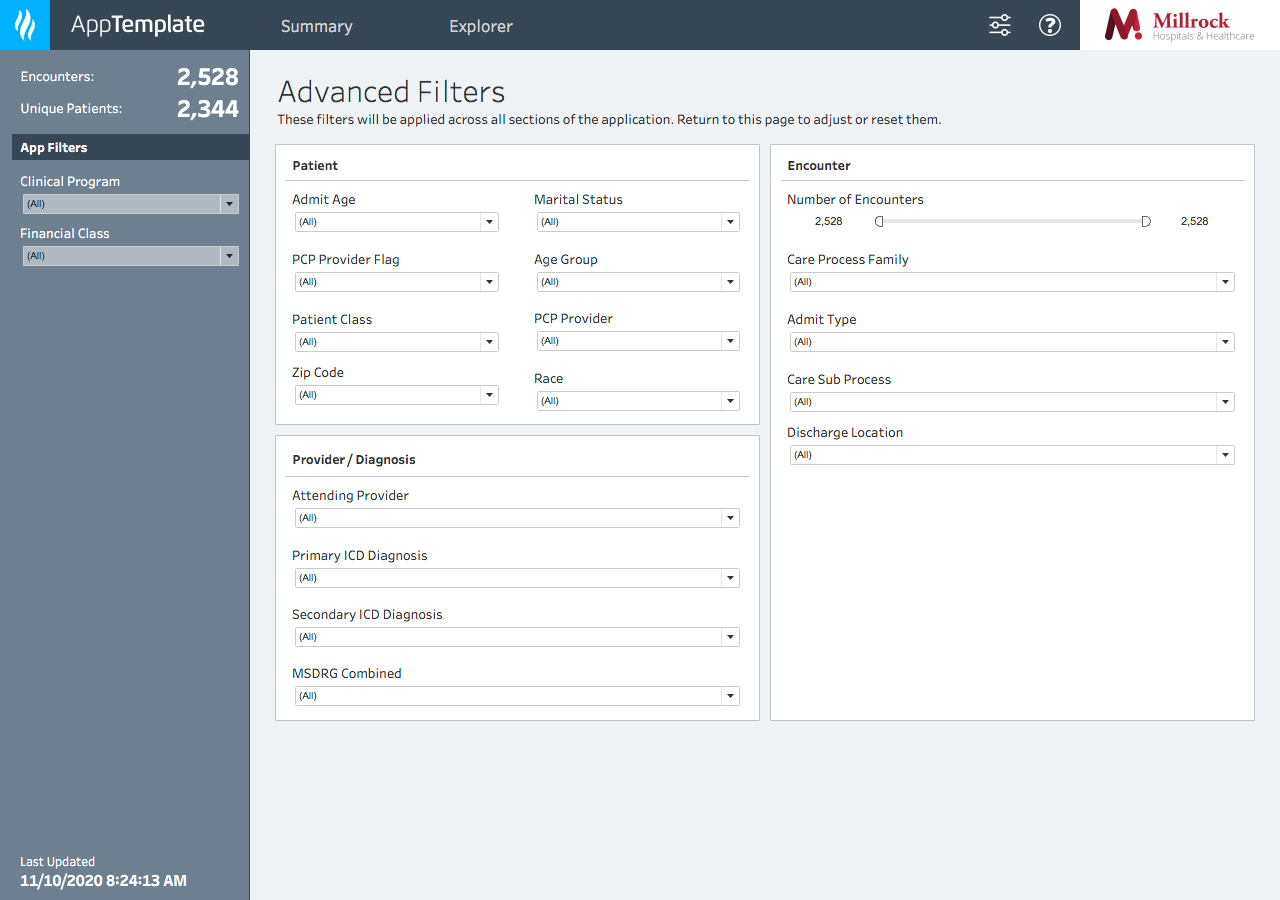 AppTemplate
Summary
Explorer
?
Millrock
Hospitals & Healthcare
Encounters: 2,528
Unique Patients: 2,344
App Filters
Clinical Program
(All)
Financial Class
(All)
Last Updated
11/10/2020 8:24:13 AM
Advanced Filters
These filters will be applied across all sections of the application. Return to this page to adjust or reset them.
Patient
Admit Age
(All)
Marital Status
(All)
PCP Provider Flag
(All)
Age Group
(All)
Patient Class
(All)
PCP Provider
(All)
Zip Code
(All)
Race
(All)
Provider / Diagnosis
Attending Provider
(All)
Primary ICD Diagnosis
(All)
Secondary ICD Diagnosis
(All)
MSDRG Combined
(All)
Encounter
Number of Encounters
2,528 2,528
Care Process Family
(All)
Admit Type
(All)
Care Sub Process
(All)
Discharge Location
(All)